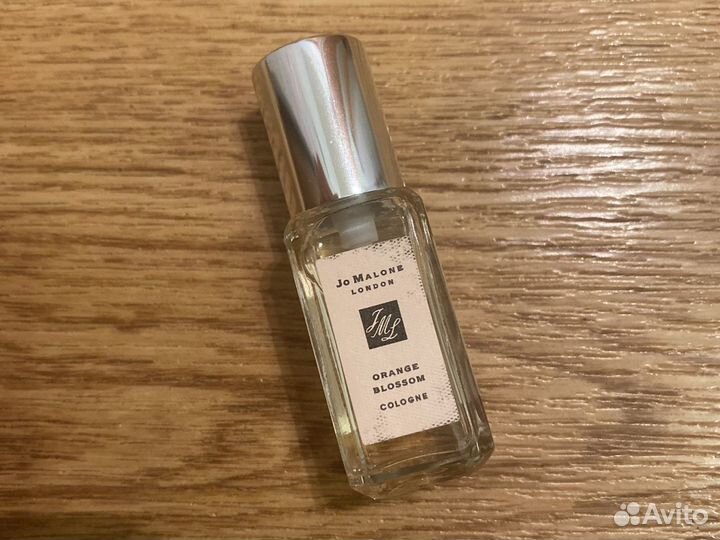 JO MALONE
LONDON
JML
ORANGE
BLOSSOM
COLOGNE
Avito